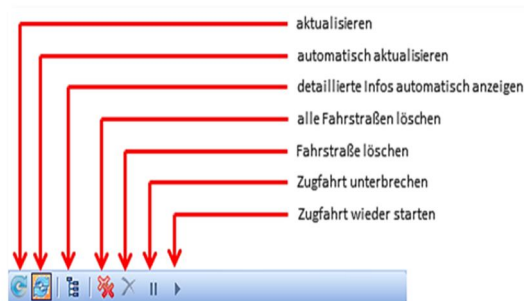 aktualisieren
automatisch aktualisieren
detaillierte Infos automatisch anzeigen
alle Fahrstraßen löschen
Fahrstraße löschen
Zugfahrt unterbrechen
Zugfahrt wieder starten